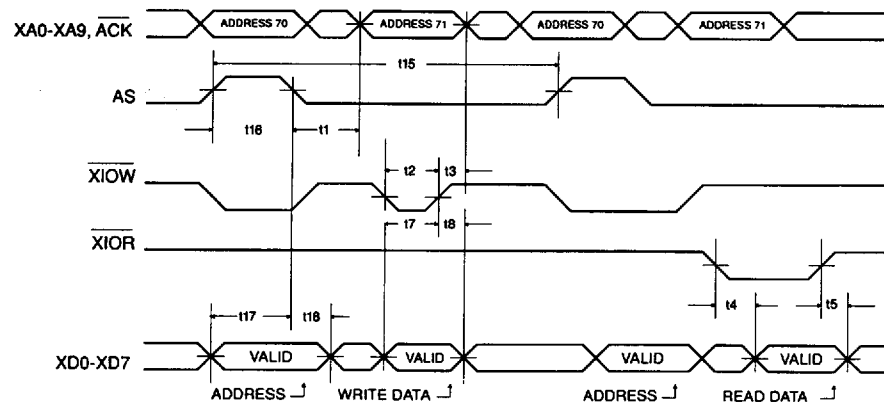 XA0-XA9, ACK ADDRESS 70 ADDRESS 71 ADDRESS 70 ADDRESS 71
t15
AS
t16 t1
t2 t3
XIOW
t7 t8
XIOR
t4 t5
t17 t18
XD0-XD7 VALID VALID VALID VALID
ADDRESS WRITE DATA ADDRESS READ DATA